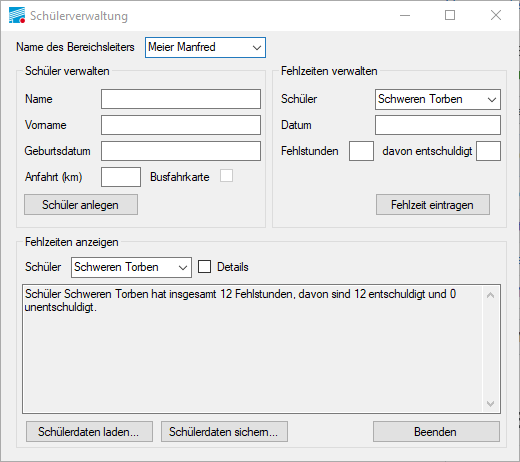 Schülerverwaltung
Name des Bereichsleiters Meier Manfred
Schüler verwalten
Name
Vorname
Geburtsdatum
Anfahrt (km) Busfahrkarte
Schüler anlegen
Fehlzeiten verwalten
Schüler Schweren Torben
Datum
Fehlstunden davon entschuldigt
Fehlzeit eintragen
Fehlzeiten anzeigen
Schüler Schweren Torben Details
Schüler Schweren Torben hat insgesamt 12 Fehlstunden, davon sind 12 entschuldigt und 0
unentschuldigt.
Schülerdaten laden... Schülerdaten sichern... Beenden